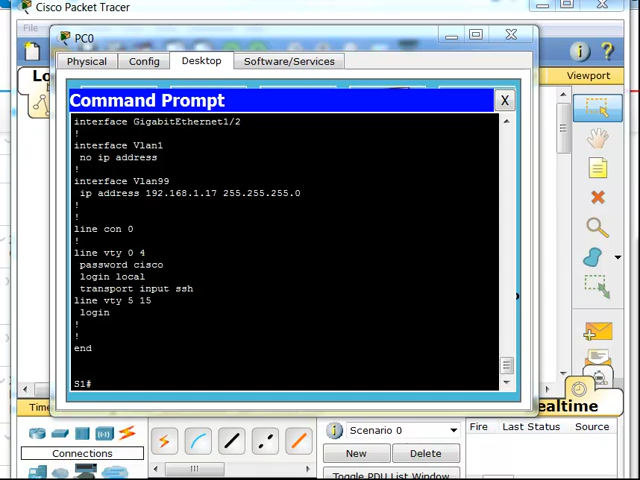 Cisco Packet Tracer
PC0
Physical
Config
Desktop
Software/Services
Viewport
Command Prompt
X
interface GigabitEthernet1/2
!
interface Vlan1
no ip address
!
interface Vlan99
ip address 192.168.1.17 255.255.255.0
!
!
line con 0
!
line vty 0 4
password cisco
login local
transport input ssh
line vty 5 15
login
!
!
end
S1#
Time
ealtime
Scenario 0
Fire
Last Status
Source
New
Delete
Connections
Toggle PDU List Window